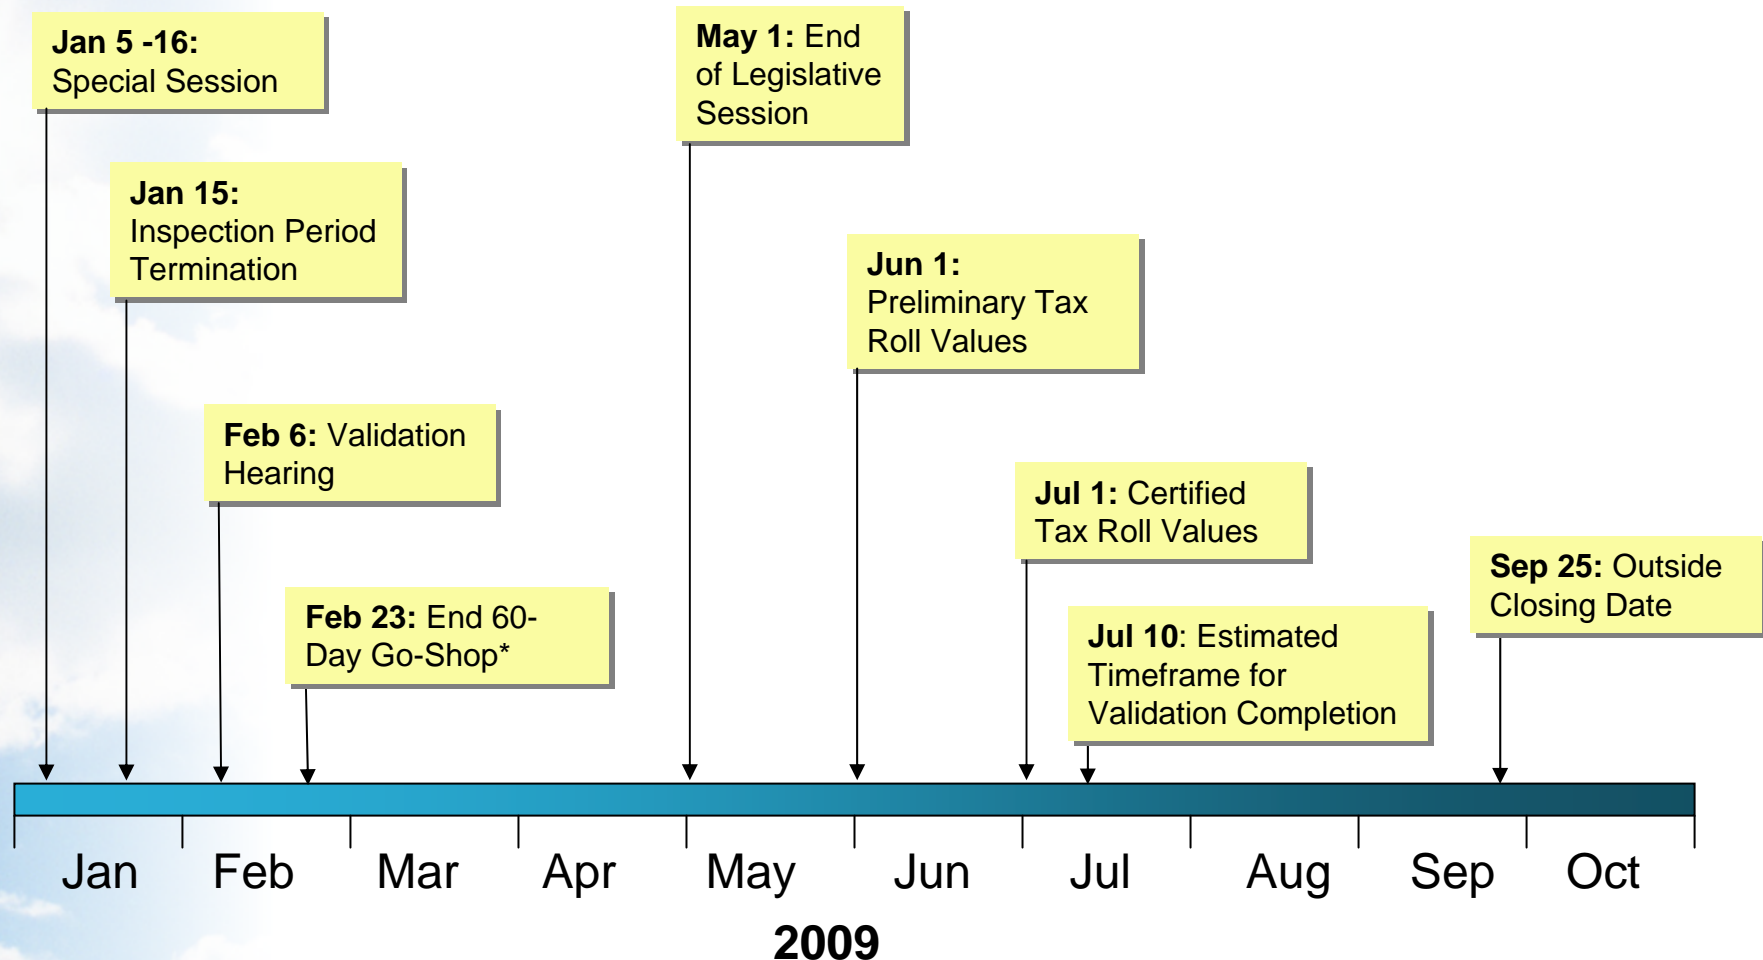 Jan 5 -16:
Special Session
May 1: End
of Legislative
Session
Jan 15:
Inspection Period
Termination
Jun 1:
Preliminary Tax
Roll Values
Feb 6: Validation
Hearing
Jul 1: Certified
Tax Roll Values
Sep 25: Outside
Closing Date
Feb 23: End 60-
Day Go-Shop*
Jul 10: Estimated
Timeframe for
Validation Completion
Jan Feb Mar Apr May Jun Jul Aug Sep Oct
2009